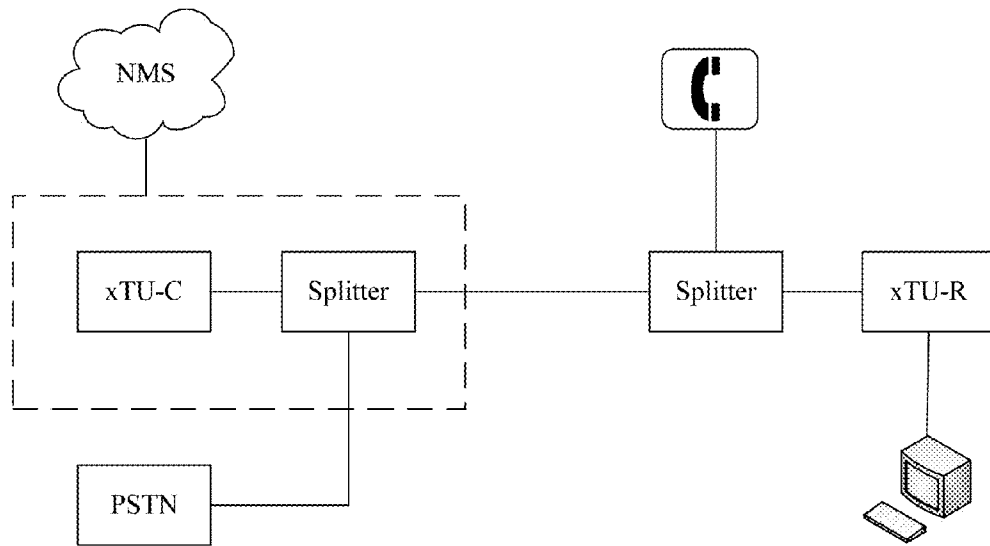 NMS
xTU-C
Splitter
Splitter
xTU-R
PSTN